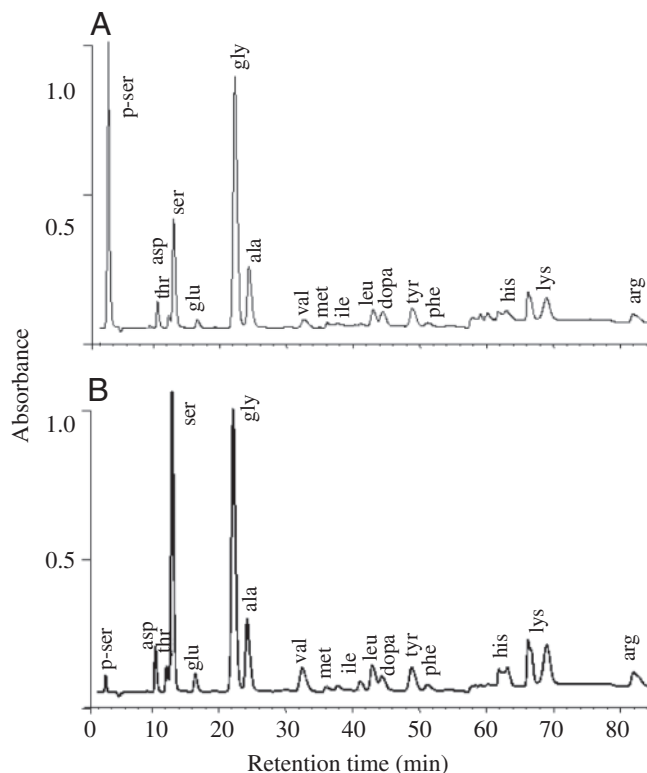 A
Absorbance
1.0
0.5
p-ser
asp
thr
ser
glu
gly
ala
val
met
ile
leu
dopa
tyr
phe
his
lys
arg
B
1.0
0.5
p-ser
asp
thr
ser
glu
gly
ala
val
met
ile
leu
dopa
tyr
phe
his
lys
arg
0 10 20 30 40 50 60 70 80
Retention time (min)